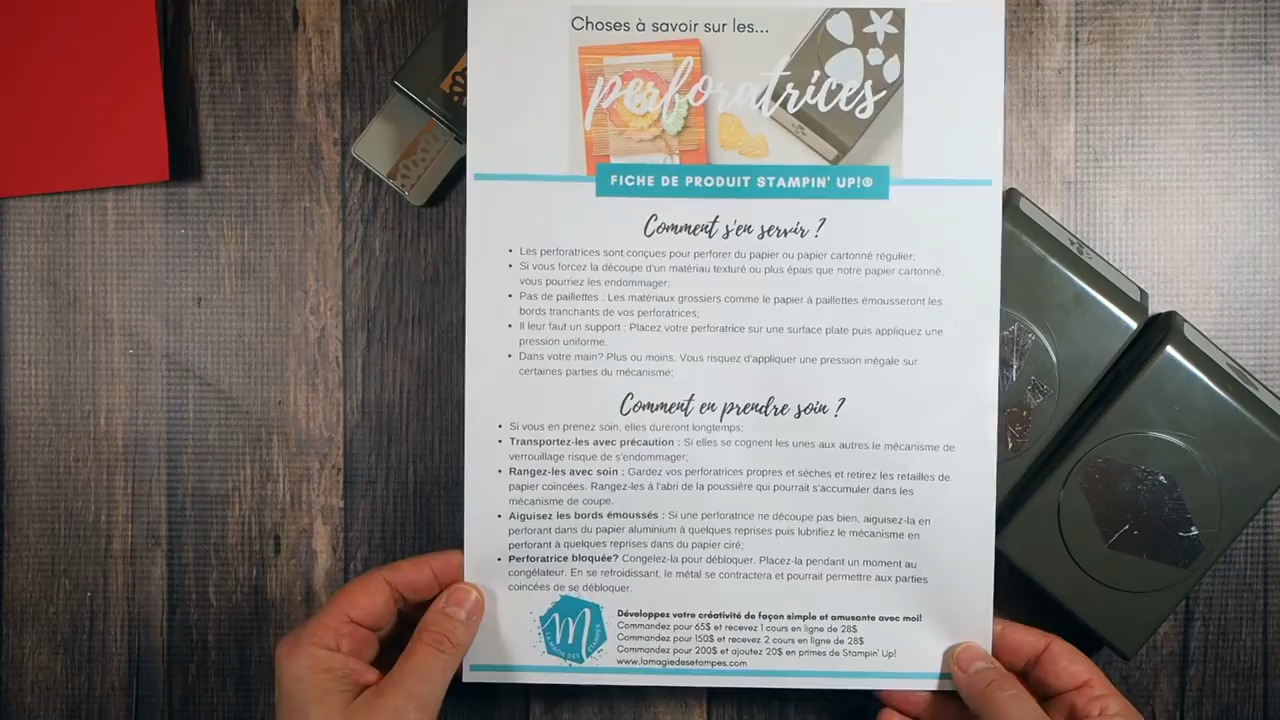 Choses à savoir sur les...
perforatrices
FICHE DE PRODUIT STAMPIN' UP!®
Comment s'en servir ?
• Les perforatrices sont conçues pour perforer du papier ou papier cartonné régulier;
• Si vous forcez la découpe d'un matériau texturé ou plus épais que notre papier cartonné,
vous pourriez les endommager;
• Pas de paillettes : Les matériaux grossiers comme le papier à paillettes émousseront les
bords tranchants de vos perforatrices;
• Il leur faut un support : Placez votre perforatrice sur une surface plate puis appliquez une
pression uniforme.
• Dans votre main? Plus ou moins. Vous risquez d'appliquer une pression inégale sur
certaines parties du mécanisme;
Comment en prendre soin ?
• Si vous en prenez soin, elles dureront longtemps;
• Transportez-les avec précaution : Si elles se cognent les unes aux autres le mécanisme de
verrouillage risque de s'endommager;
• Rangez-les avec soin : Gardez vos perforatrices propres et sèches et retirez les retailles de
papier coincées. Rangez-les à l'abri de la poussière qui pourrait s'accumuler dans les
mécanisme de coupe.
• Aiguisez les bords émoussés : Si une perforatrice ne découpe pas bien, aiguisez-la en
perforant dans du papier aluminium à quelques reprises puis lubrifiez le mécanisme en
perforant à quelques reprises dans du papier ciré;
• Perforatrice bloquée? Congelez-la pour débloquer. Placez-la pendant un moment au
congélateur. En se refroidissant, le métal se contractera et pourrait permettre aux parties
coincées de se débloquer.
M
LA MAGIE DES ÉTAMPES
Développez votre créativité de façon simple et amusante avec moi!
Commandez pour 65$ et recevez 1 cours en ligne de 28$
Commandez pour 150$ et recevez 2 cours en ligne de 28$
Commandez pour 200$ et ajoutez 20$ en primes de Stampin' Up!
www.lamagiedesetampes.com